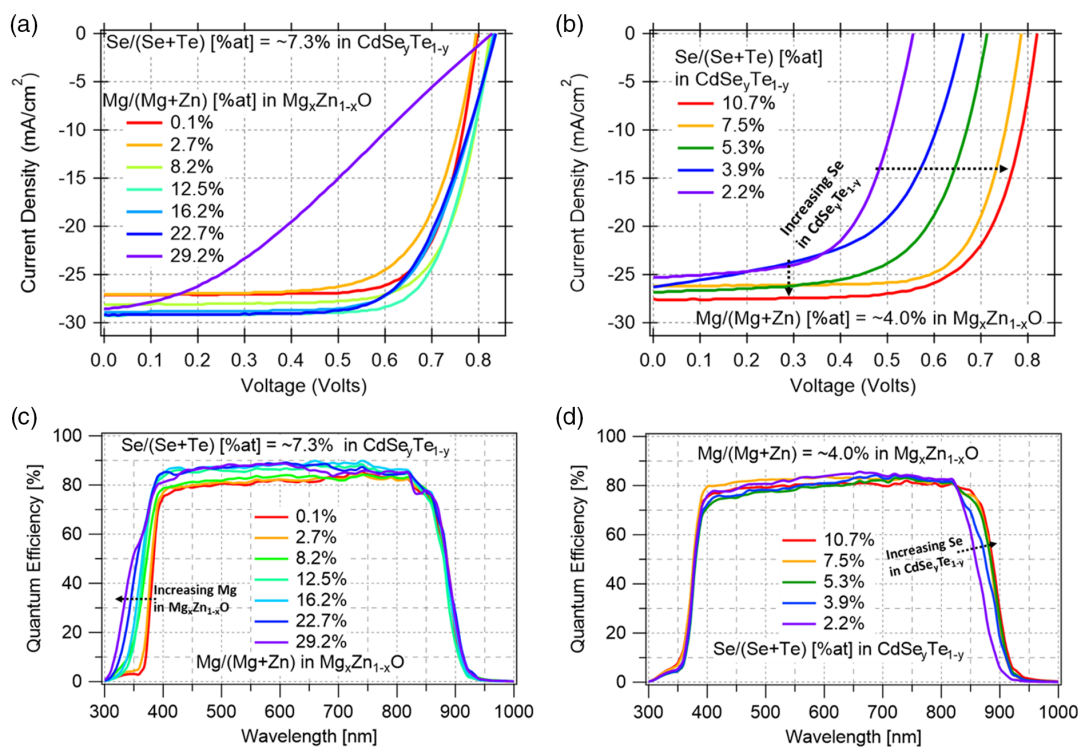 (a)
Se/(Se+Te) [%at] = ~7.3% in CdSeyTe1-y
Mg/(Mg+Zn) [%at] in MgxZn1-xO
0.1%
2.7%
8.2%
12.5%
16.2%
22.7%
29.2%
Current Density (mA/cm2)
0
-5
-10
-15
-20
-25
-30
0.0 0.1 0.2 0.3 0.4 0.5 0.6 0.7 0.8
Voltage (Volts)
(b)
Se/(Se+Te) [%at]
in CdSeyTe1-y
10.7%
7.5%
5.3%
3.9%
2.2%
Increasing Se
in CdSeyTe1-y
Mg/(Mg+Zn) [%at] = ~4.0% in MgxZn1-xO
Current Density (mA/cm2)
0
-5
-10
-15
-20
-25
-30
0.0 0.1 0.2 0.3 0.4 0.5 0.6 0.7 0.8
Voltage (Volts)
(c)
Se/(Se+Te) [%at] = ~7.3% in CdSeyTe1-y
0.1%
2.7%
8.2%
12.5%
16.2%
22.7%
29.2%
Increasing Mg
in MgxZn1-xO
Mg/(Mg+Zn) in MgxZn1-xO
Quantum Efficiency [%]
100
80
60
40
20
0
300 400 500 600 700 800 900 1000
Wavelength [nm]
(d)
Mg/(Mg+Zn) = ~4.0% in MgxZn1-xO
10.7%
7.5%
5.3%
3.9%
2.2%
Increasing Se
in CdSeyTe1-y
Se/(Se+Te) [%at] in CdSeyTe1-y
Quantum Efficiency [%]
100
80
60
40
20
0
300 400 500 600 700 800 900 1000
Wavelength [nm]